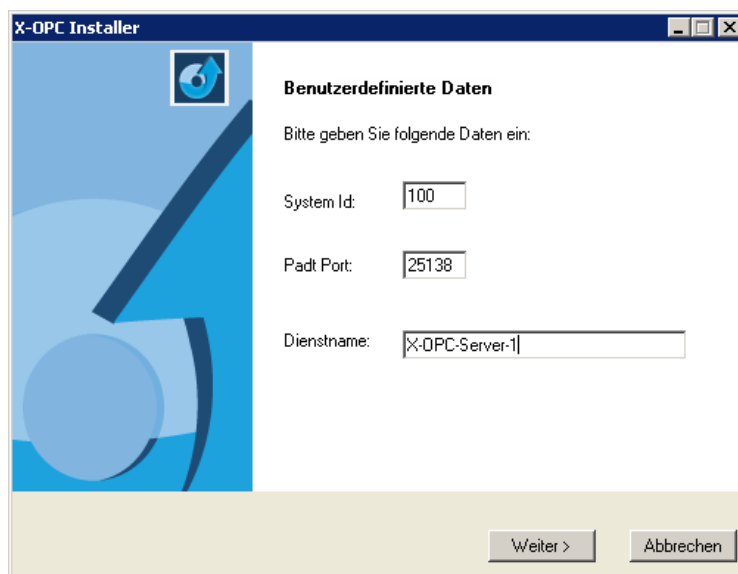 X-OPC Installer
Benutzerdefinierte Daten
Bitte geben Sie folgende Daten ein:
System Id: 100
Padt Port: 25138
Dienstname: X-OPC-Server-1
Weiter > Abbrechen